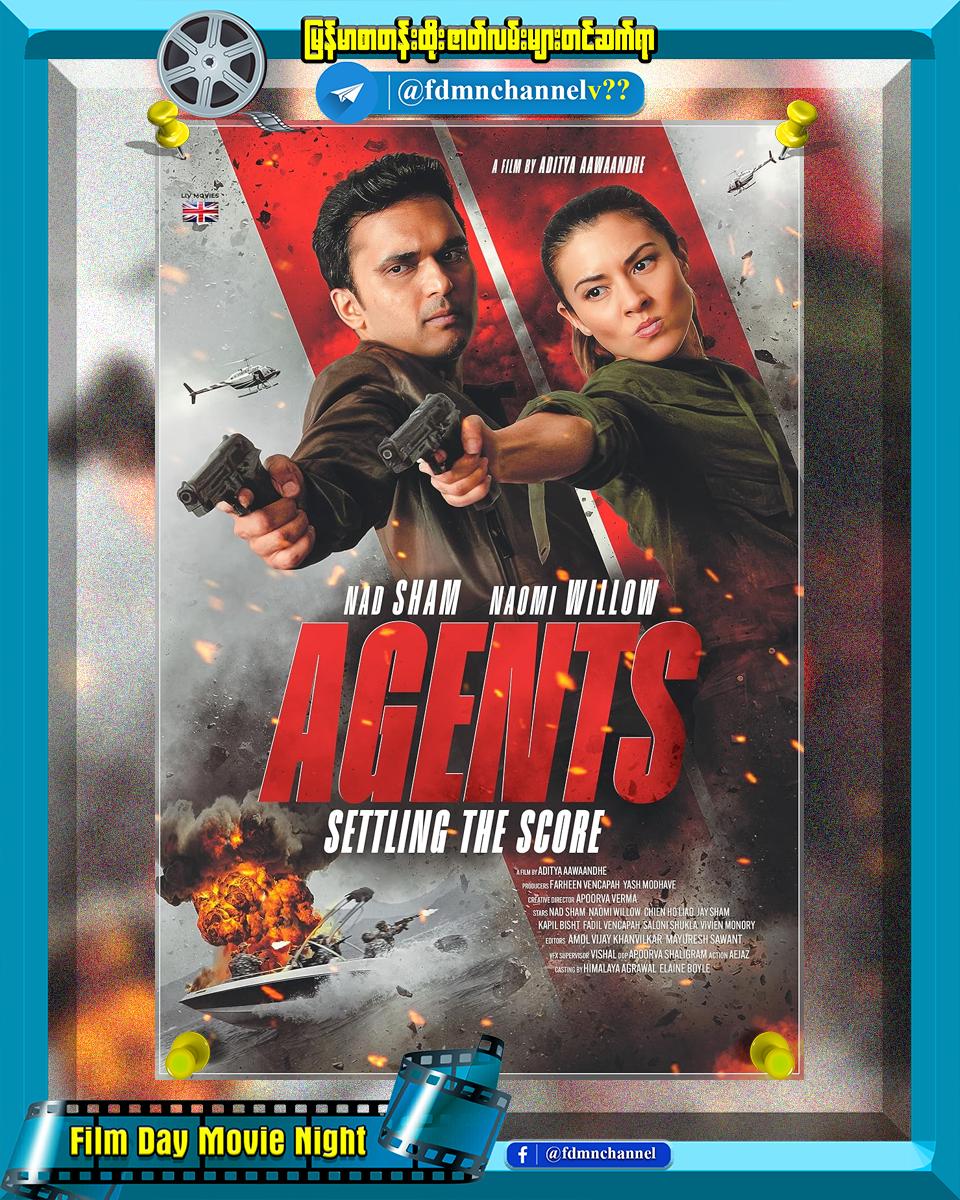 မြန်မာစာတန်းထိုးဇာတ်လမ်းများတင်ဆက်ရာ
@fdmnchannelv??
A FILM BY ADITYA AAWAANDHE
LIV MOVIES
NAD SHAM NAOMI WILLOW
AGENTS
SETTLING THE SCORE
A FILM BY ADITYA AAWAANDHE
PRODUCERS FARHEEN VENCAPAH YASH MODHAVE
CREATIVE DIRECTOR APOORVA VERMA
STARS NAD SHAM NAOMI WILLOW CHIEN HO LIAO JAY SHAM
KAPIL BISHT FADIL VENCAPAH SALONI SHUKLA VIVIEN MONORY
EDITORS AMOL VIJAY KHANVILKAR MAYURESH SAWANT
VFX SUPERVISOR VISHAL DOP APOORVA SHALIGRAM ACTION AEJAZ
CASTING BY HIMALAYA AGRAWAL ELAINE BOYLE
Film Day Movie Night
@fdmnchannel